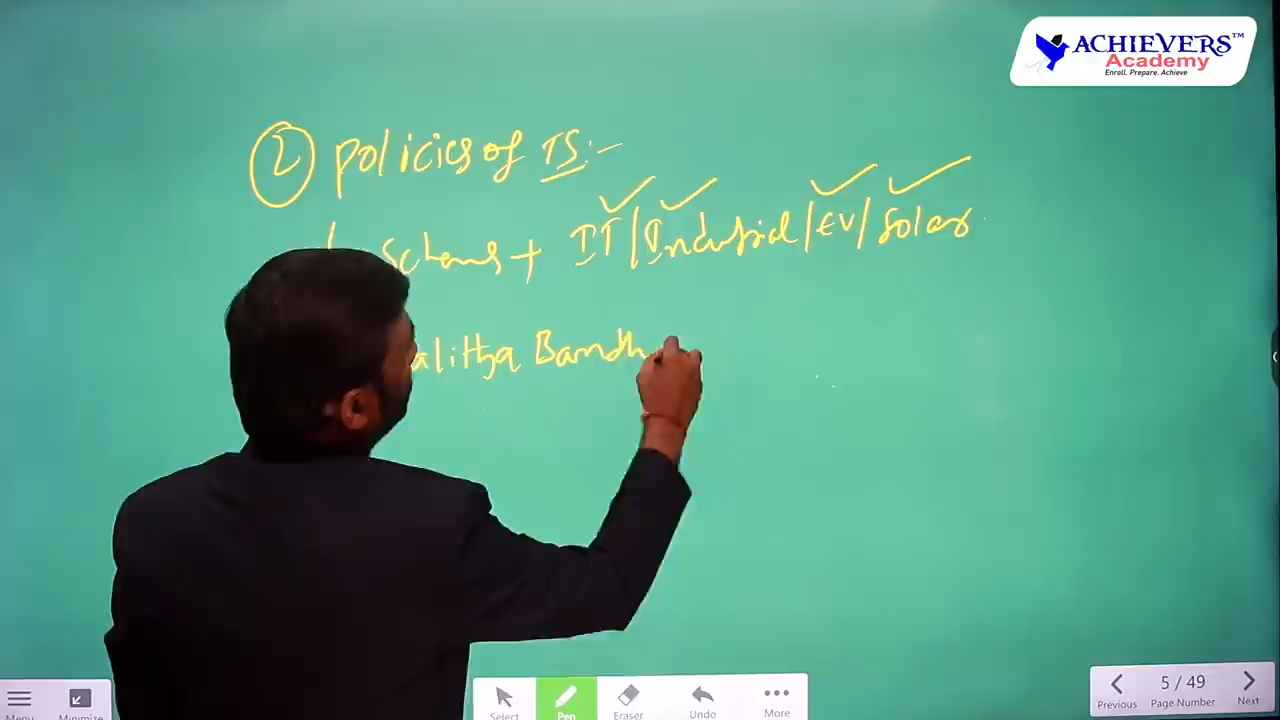 ACHIEVERS™
Academy
Enroll. Prepare. Achieve
2 policies of TS:-
Schems + IT/Industrial/EV/Solar
alitha Bandh
Menu Minimize Select Pen Eraser Undo More
5 / 49
Previous Page Number Next